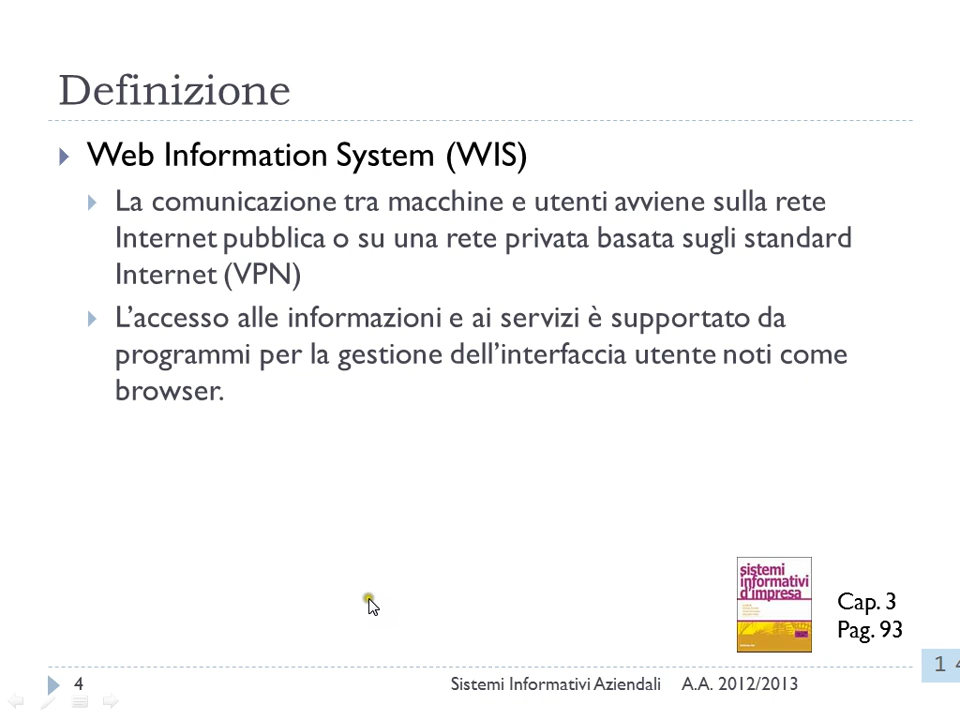 Definizione
Web Information System (WIS)
La comunicazione tra macchine e utenti avviene sulla rete
Internet pubblica o su una rete privata basata sugli standard
Internet (VPN)
L’accesso alle informazioni e ai servizi è supportato da
programmi per la gestione dell’interfaccia utente noti come
browser.
sistemi
informativi
d'impresa
Cap. 3
Pag. 93
4
Sistemi Informativi Aziendali A.A. 2012/2013
1